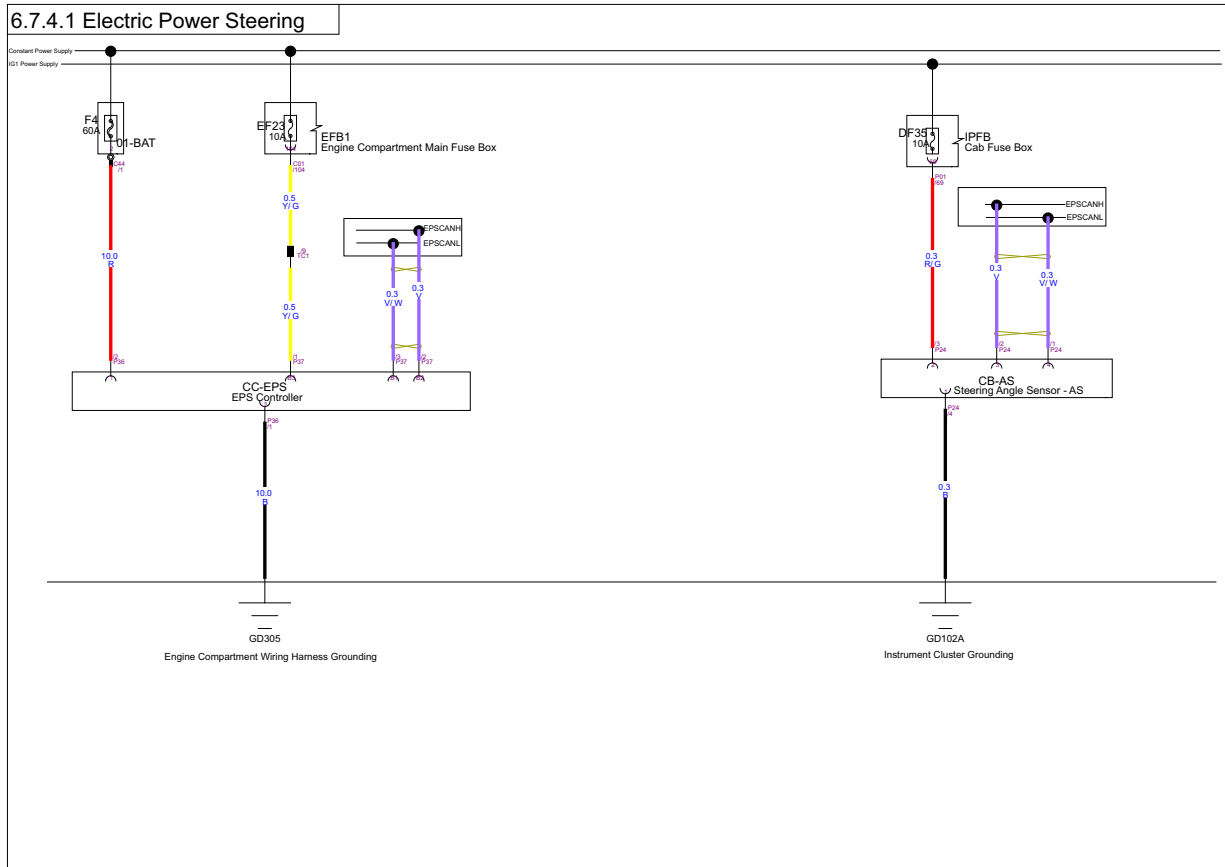 6.7.4.1 Electric Power Steering
Constant Power Supply
IG1 Power Supply
F4
60A
01-BAT
C44
/1
10.0
R
/2
P36
EF23
10A
EFB1
Engine Compartment Main Fuse Box
C01
/104
0.5
Y/ G
/9
TC1
0.5
Y/ G
/1
P37
EPSCANH
EPSCANL
0.3
V/ W
0.3
V
/3
P37
/2
P37
CC-EPS
EPS Controller
P36
/1
10.0
B
GD305
Engine Compartment Wiring Harness Grounding
DF35
10A
IPFB
Cab Fuse Box
P01
/69
0.3
R/ G
/3
P24
EPSCANH
EPSCANL
0.3
V
0.3
V/ W
/2
P24
/1
P24
CB-AS
Steering Angle Sensor - AS
P24
/4
0.3
B
GD102A
Instrument Cluster Grounding